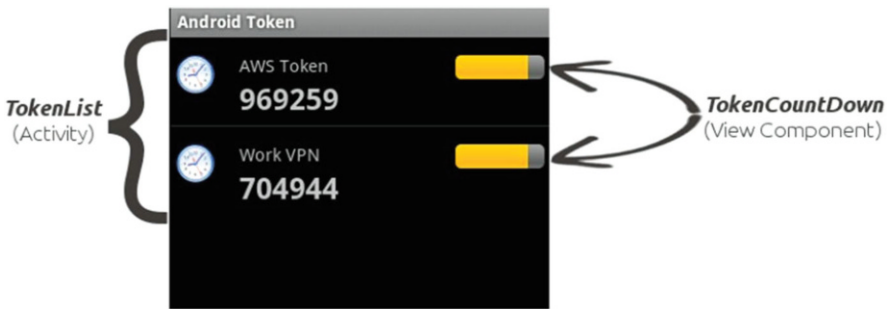 Android Token
AWS Token
969259
Work VPN
704944
TokenList
(Activity)
TokenCountDown
(View Component)